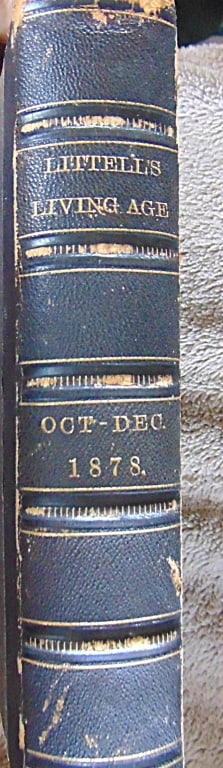 LITTELL'S
LIVING AGE
OCT-DEC.
1878.